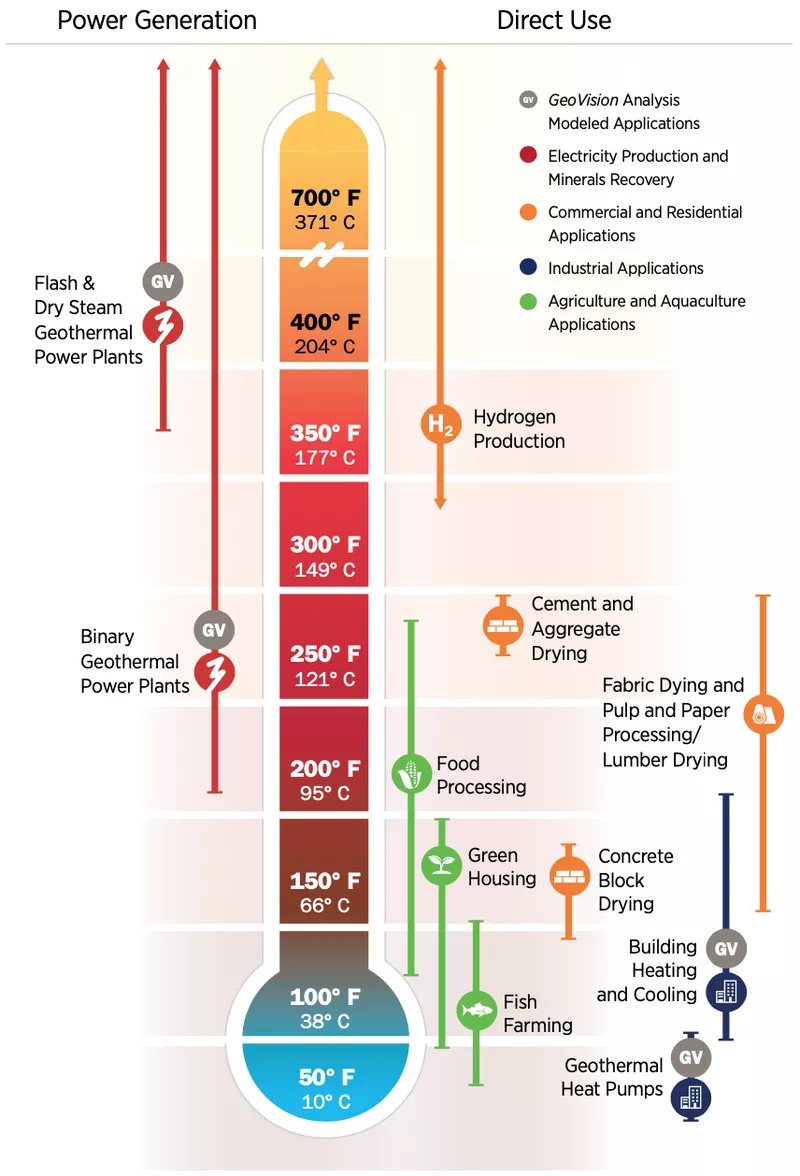 Power Generation
Direct Use
GV
GeoVision Analysis
Modeled Applications
Electricity Production and
Minerals Recovery
Commercial and Residential
Applications
Industrial Applications
Agriculture and Aquaculture
Applications
700° F
371° C
GV
Flash &
Dry Steam
Geothermal
Power Plants
400° F
204° C
350° F
177° C
H2
Hydrogen
Production
300° F
149° C
GV
Binary
Geothermal
Power Plants
250° F
121° C
Cement and
Aggregate
Drying
Fabric Dying and
Pulp and Paper
Processing/
Lumber Drying
200° F
95° C
Food
Processing
150° F
66° C
Green
Housing
Concrete
Block
Drying
GV
Building
Heating
and Cooling
100° F
38° C
Fish
Farming
50° F
10° C
GV
Geothermal
Heat Pumps